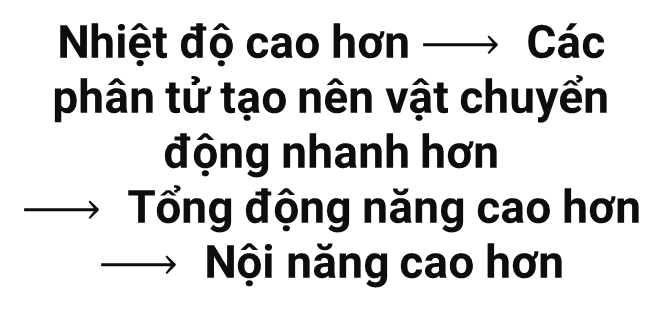 Nhiệt độ cao hơn ⟶ Các
phân tử tạo nên vật chuyển
động nhanh hơn
⟶ Tổng động năng cao hơn
⟶ Nội năng cao hơn